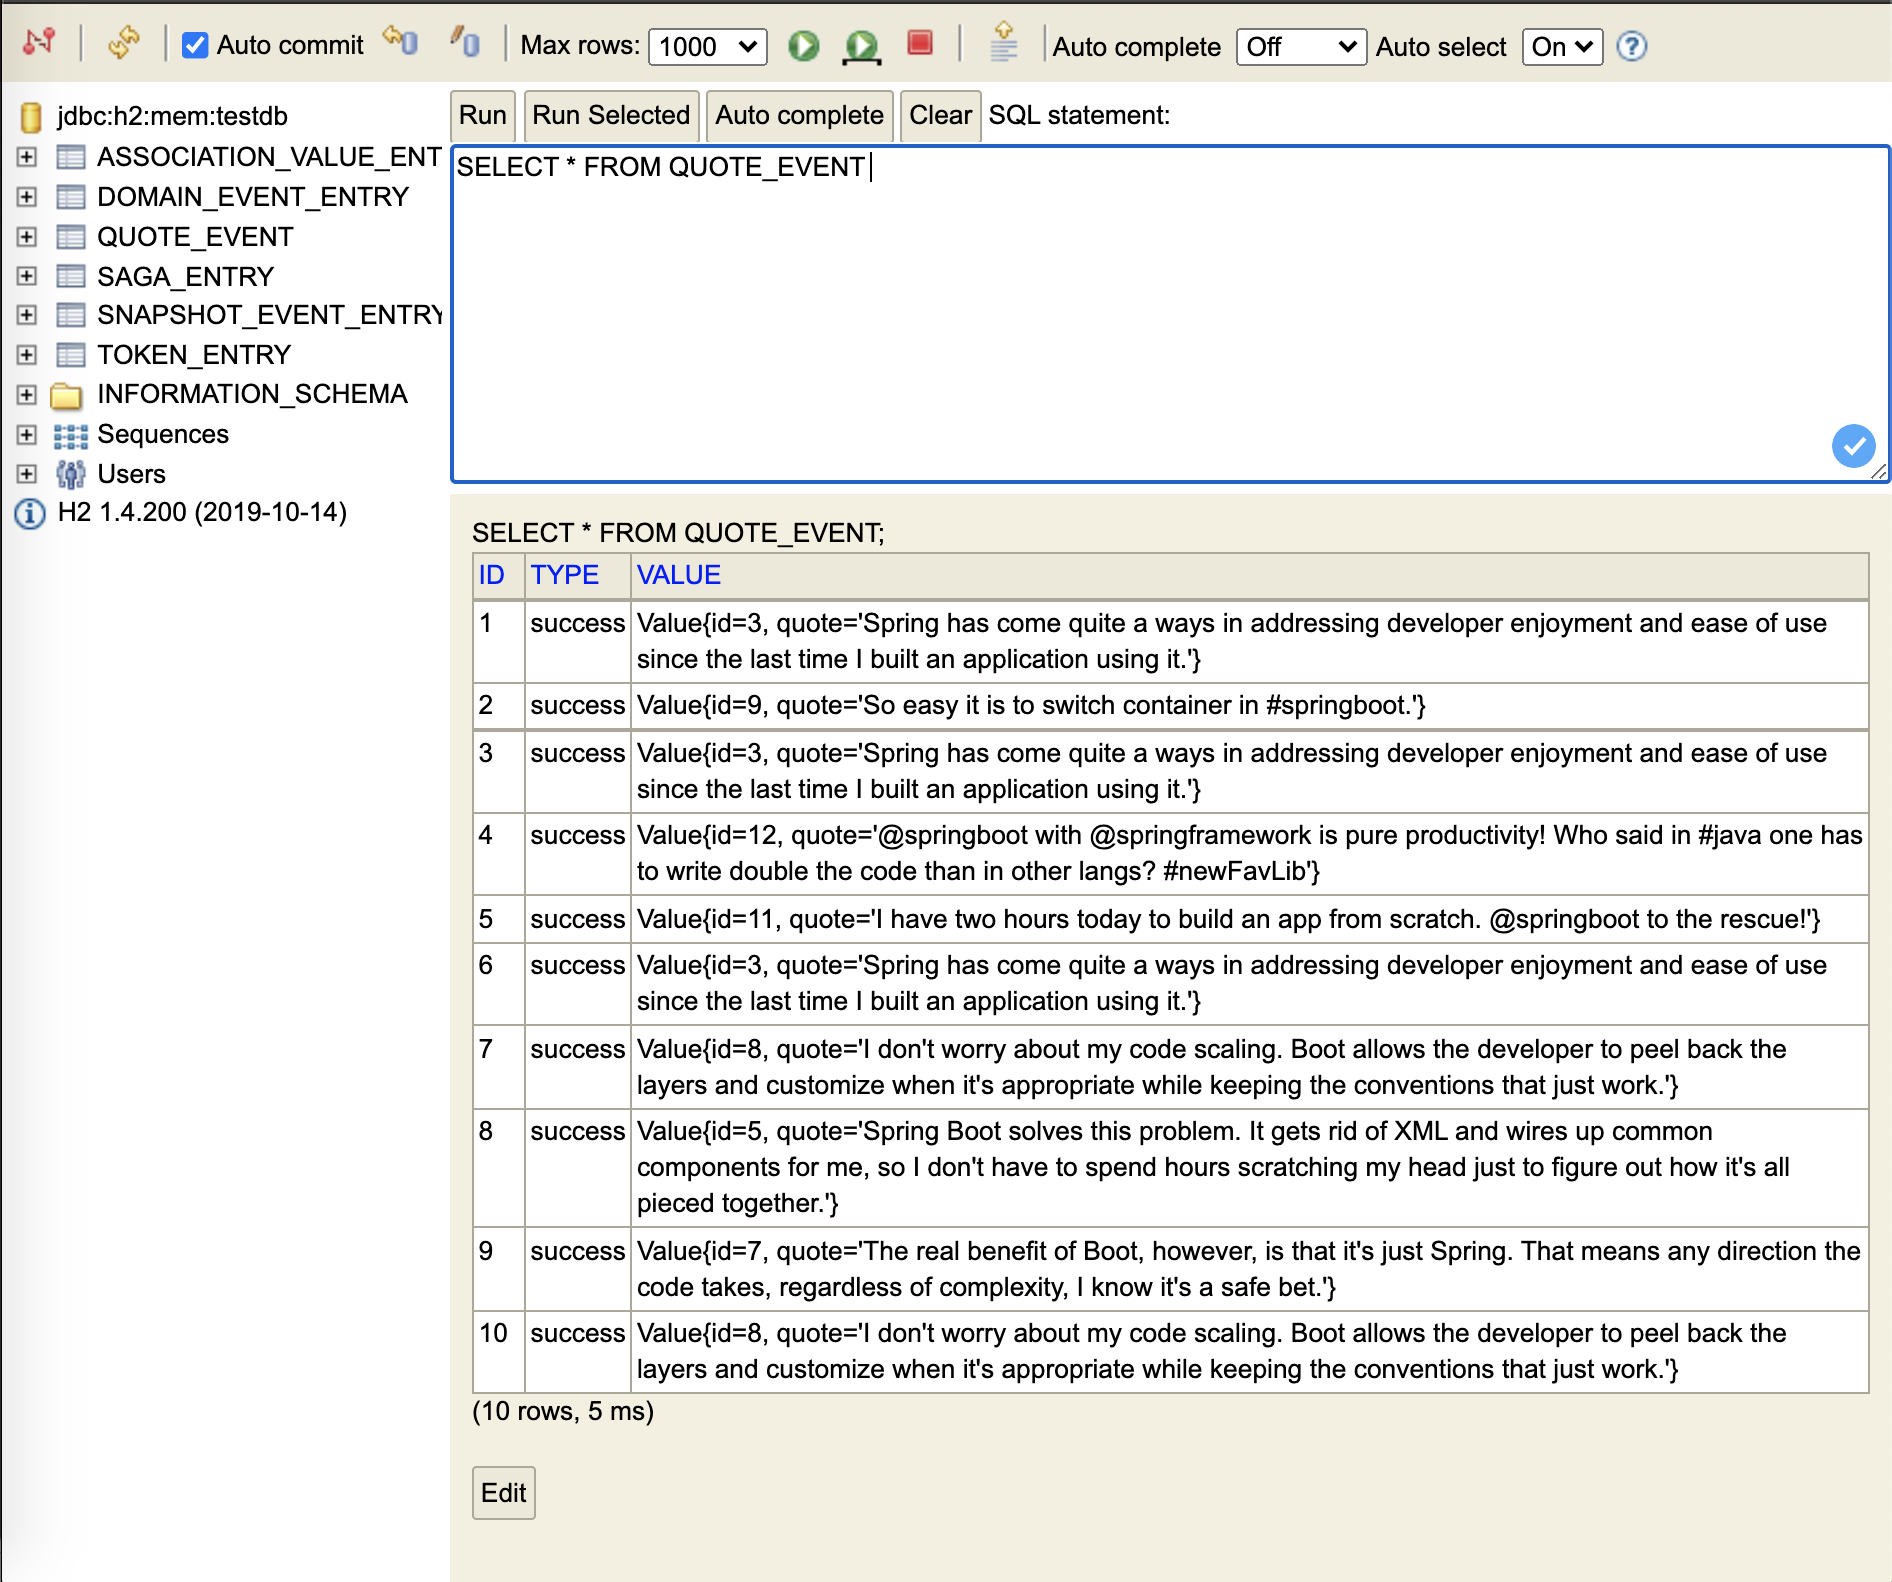 Auto commit Max rows: 1000 Auto complete Off Auto select On
jdbc:h2:mem:testdb
ASSOCIATION_VALUE_ENT
DOMAIN_EVENT_ENTRY
QUOTE_EVENT
SAGA_ENTRY
SNAPSHOT_EVENT_ENTRY
TOKEN_ENTRY
INFORMATION_SCHEMA
Sequences
Users
H2 1.4.200 (2019-10-14)
Run Run Selected Auto complete Clear SQL statement:
SELECT * FROM QUOTE_EVENT
SELECT * FROM QUOTE_EVENT;
ID TYPE VALUE
1 success Value{id=3, quote='Spring has come quite a ways in addressing developer enjoyment and ease of use
since the last time I built an application using it.'}
2 success Value{id=9, quote='So easy it is to switch container in #springboot.'}
3 success Value{id=3, quote='Spring has come quite a ways in addressing developer enjoyment and ease of use
since the last time I built an application using it.'}
4 success Value{id=12, quote='@springboot with @springframework is pure productivity! Who said in #java one has
to write double the code than in other langs? #newFavLib'}
5 success Value{id=11, quote='I have two hours today to build an app from scratch. @springboot to the rescue!'}
6 success Value{id=3, quote='Spring has come quite a ways in addressing developer enjoyment and ease of use
since the last time I built an application using it.'}
7 success Value{id=8, quote='I don't worry about my code scaling. Boot allows the developer to peel back the
layers and customize when it's appropriate while keeping the conventions that just work.'}
8 success Value{id=5, quote='Spring Boot solves this problem. It gets rid of XML and wires up common
components for me, so I don't have to spend hours scratching my head just to figure out how it's all
pieced together.'}
9 success Value{id=7, quote='The real benefit of Boot, however, is that it's just Spring. That means any direction the
code takes, regardless of complexity, I know it's a safe bet.'}
10 success Value{id=8, quote='I don't worry about my code scaling. Boot allows the developer to peel back the
layers and customize when it's appropriate while keeping the conventions that just work.'}
(10 rows, 5 ms)
Edit